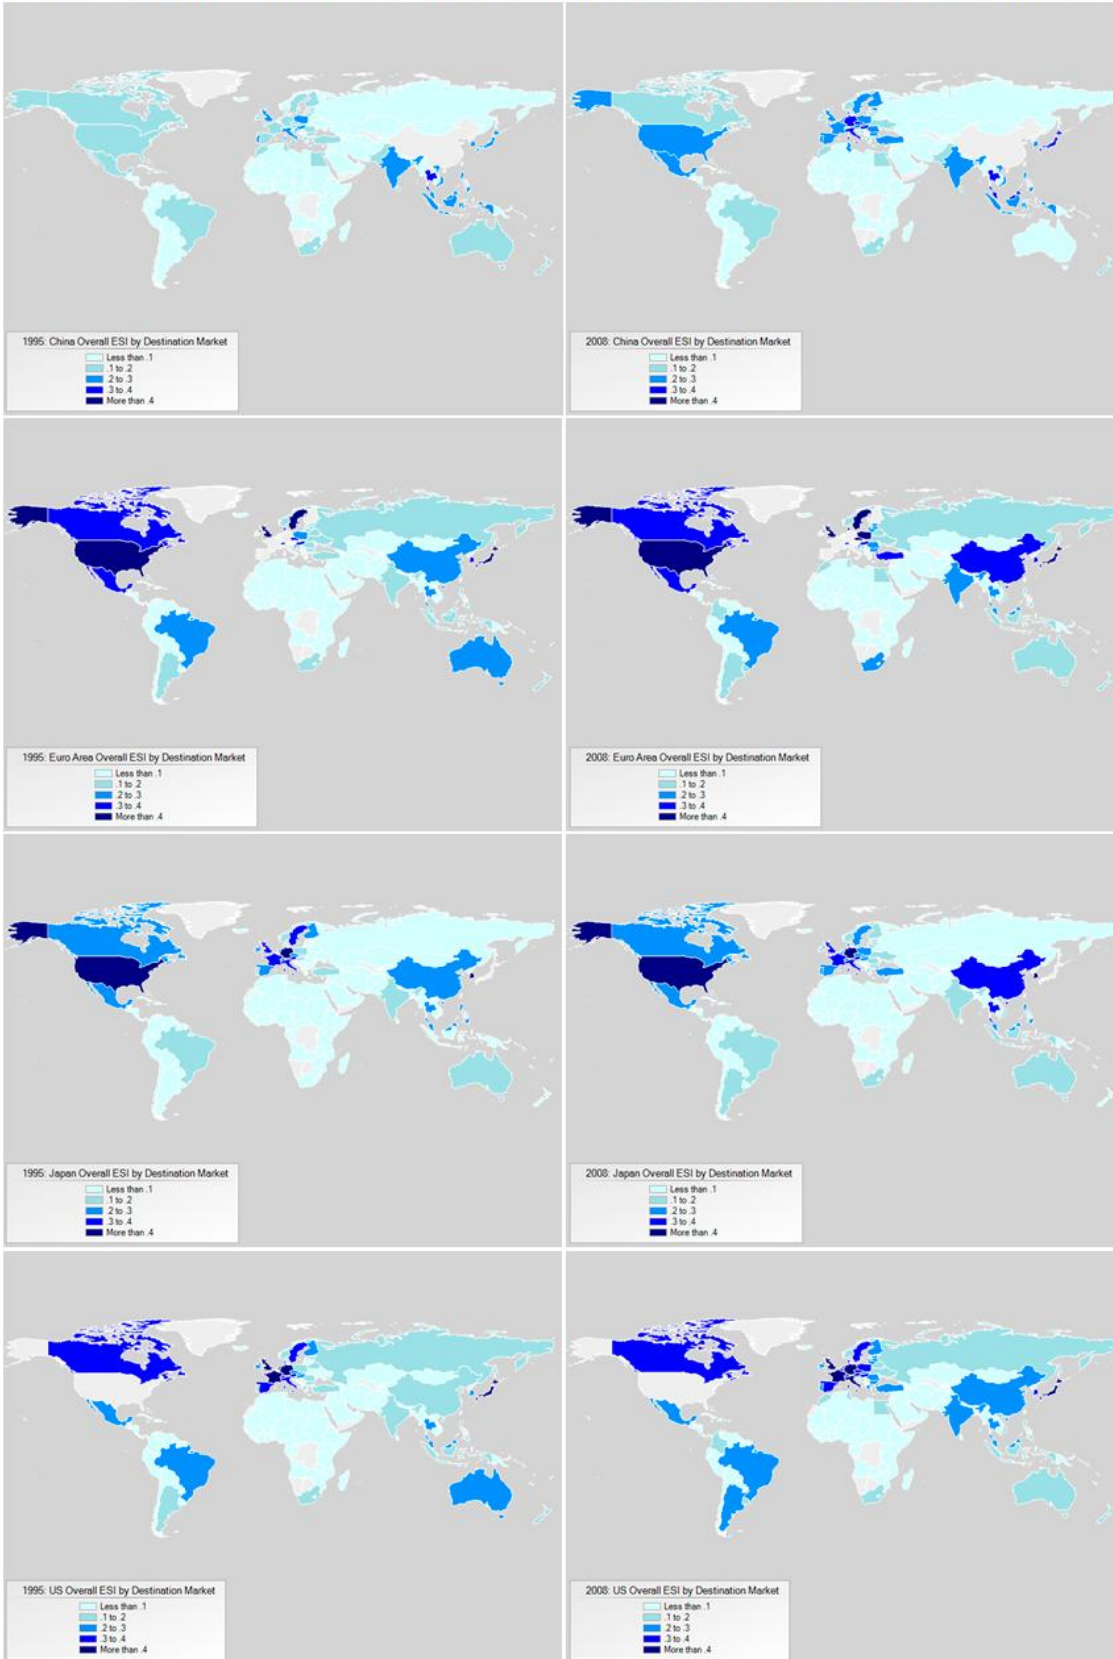 1995: China Overall ESI by Destination Market
Less than .1
.1 to .2
.2 to .3
.3 to .4
More than .4
2008: China Overall ESI by Destination Market
Less than .1
.1 to .2
.2 to .3
.3 to .4
More than .4
1995: Euro Area Overall ESI by Destination Market
Less than .1
.1 to .2
.2 to .3
.3 to .4
More than .4
2008: Euro Area Overall ESI by Destination Market
Less than .1
.1 to .2
.2 to .3
.3 to .4
More than .4
1995: Japan Overall ESI by Destination Market
Less than .1
.1 to .2
.2 to .3
.3 to .4
More than .4
2008: Japan Overall ESI by Destination Market
Less than .1
.1 to .2
.2 to .3
.3 to .4
More than .4
1995: US Overall ESI by Destination Market
Less than .1
.1 to .2
.2 to .3
.3 to .4
More than .4
2008: US Overall ESI by Destination Market
Less than .1
.1 to .2
.2 to .3
.3 to .4
More than .4